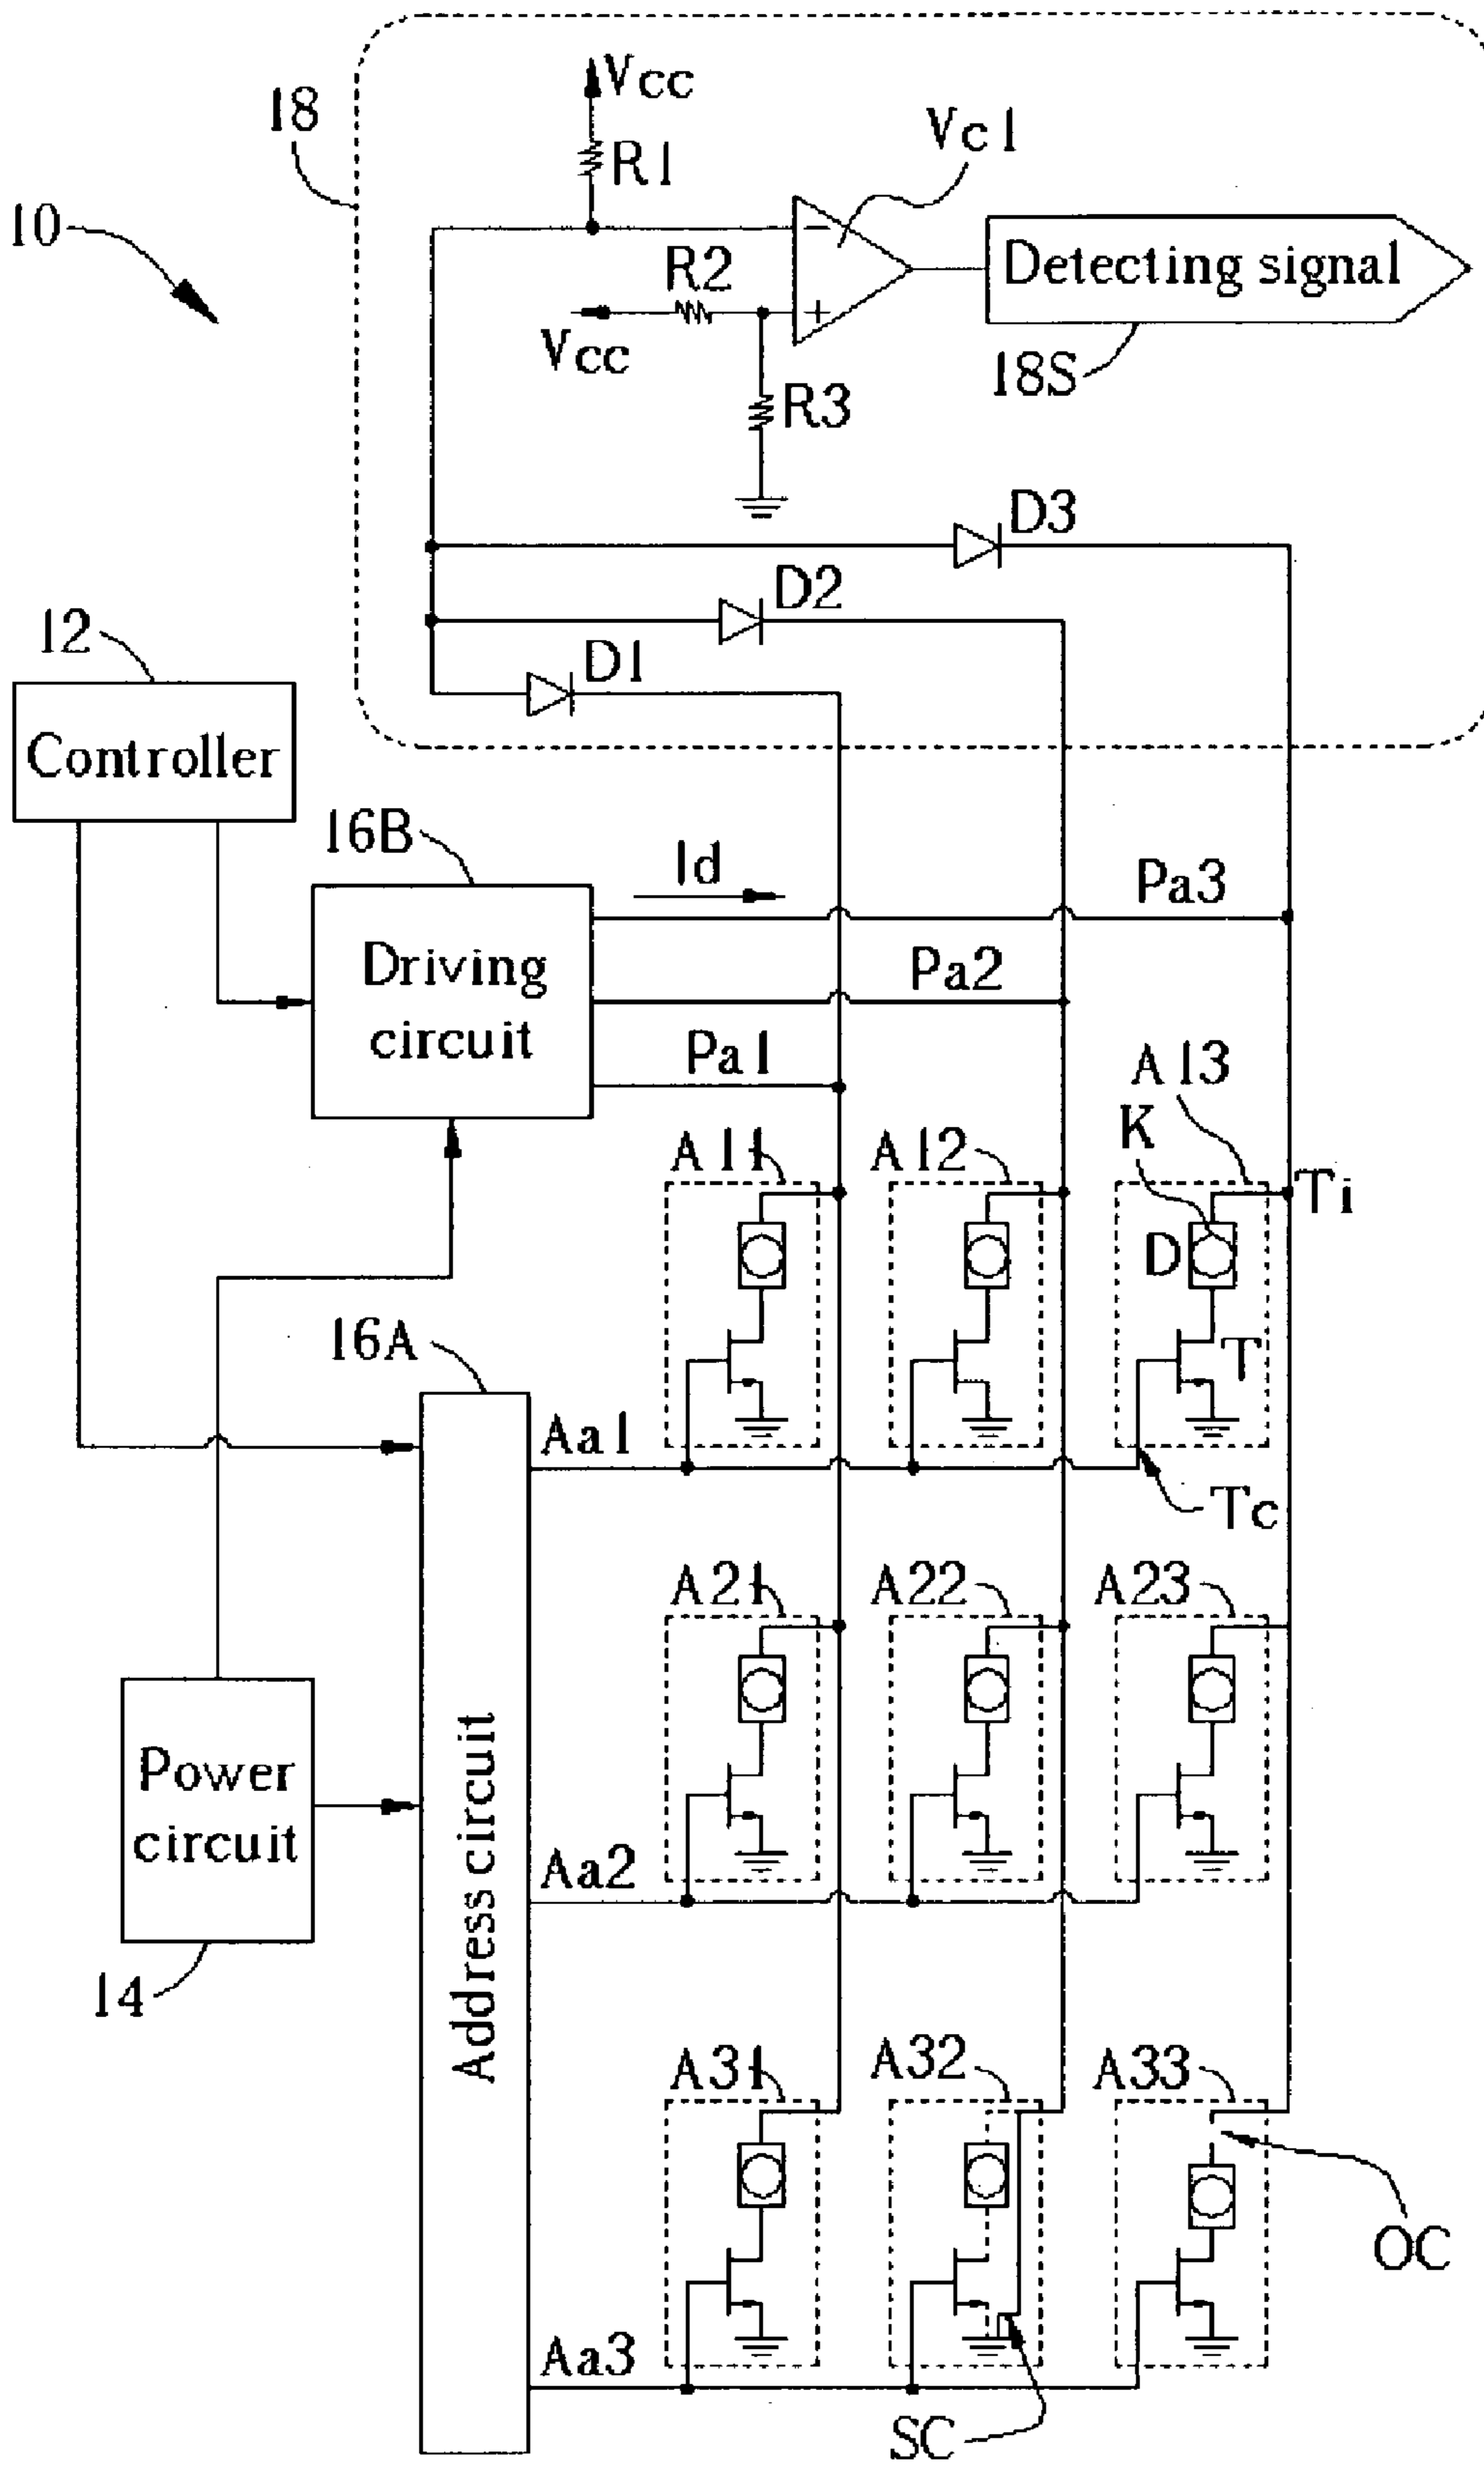 18
Vcc
R1
Vc1
10
R2
Vcc
−
+
Detecting signal
18S
R3
D3
D2
D1
12
Controller
16B
Id
Pa3
Driving
circuit
Pa2
Pa1
A11
A12
A13
K
D
Ti
T
Tc
16A
Aa1
Address circuit
A21
A22
A23
Power
circuit
14
Aa2
A31
A32
A33
OC
Aa3
SC